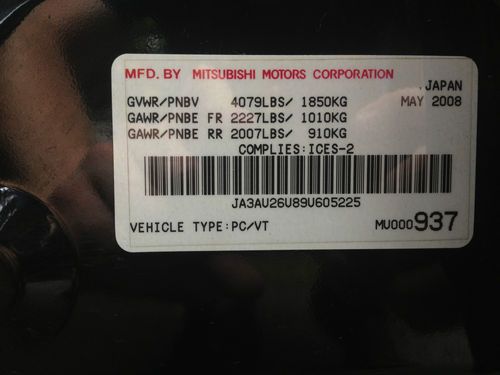 MFD. BY MITSUBISHI MOTORS CORPORATION
JAPAN
GVWR/PNBV 4079LBS/ 1850KG MAY 2008
GAWR/PNBE FR 2227LBS/ 1010KG
GAWR/PNBE RR 2007LBS/ 910KG
COMPLIES:ICES-2
JA3AU26U89U605225
VEHICLE TYPE:PC/VT MU000937